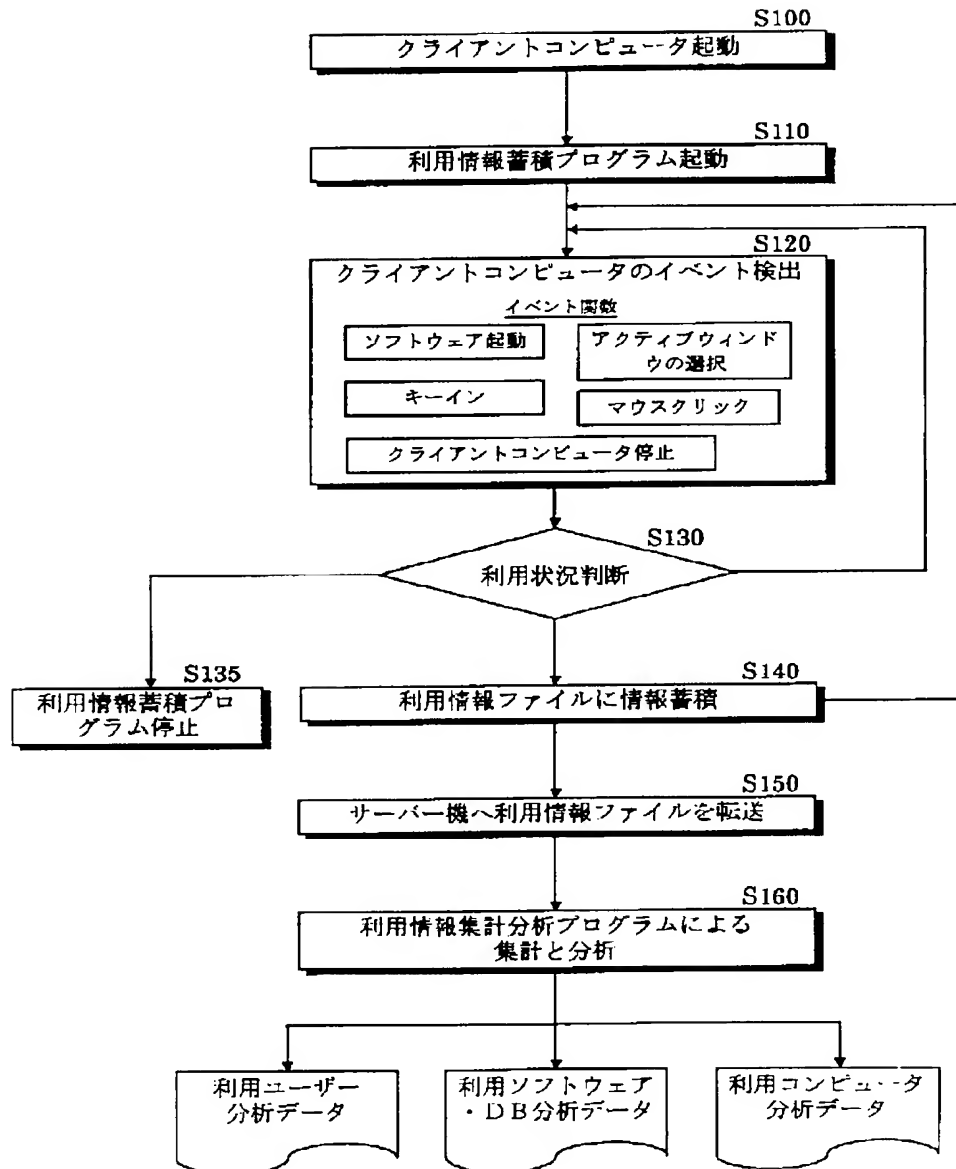 S100
クライアントコンピュータ起動
S110
利用情報蓄積プログラム起動
S120
クライアントコンピュータのイベント検出
イベント関数
ソフトウェア起動
アクティブウィンド
ウの選択
キーイン
マウスクリック
クライアントコンピュータ停止
S130
利用状況判断
S135
利用情報蓄積プロ
グラム停止
S140
利用情報ファイルに情報蓄積
S150
サーバー機へ利用情報ファイルを転送
S160
利用情報集計分析プログラムによる
集計と分析
利用ユーザー
分析データ
利用ソフトウェア
・DB分析データ
利用コンピュータ
分析データ